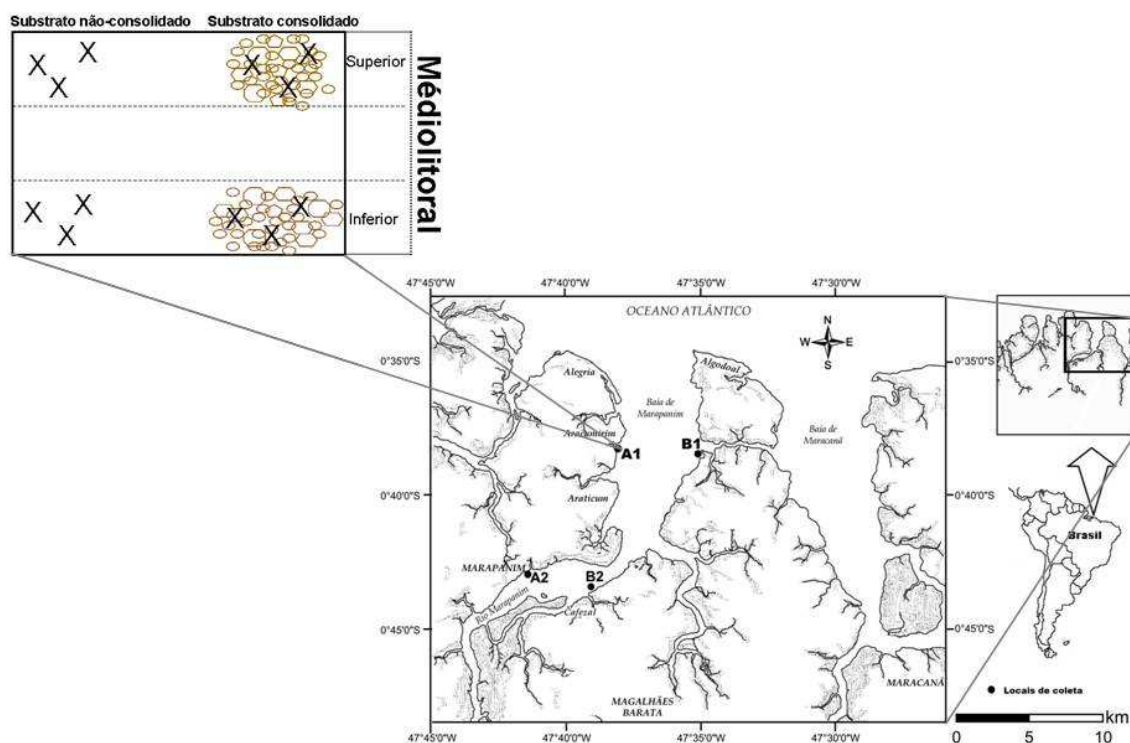 Substrato não-consolidado Substrato consolidado
Superior
Inferior
Médiolitoral
47°45'0"W 47°40'0"W 47°35'0"W 47°30'0"W
OCEANO ATLÂNTICO
N
W E
S
0°35'0"S
0°35'0"S
Alegria
Algodoal
Baia de
Marapanim
Baia de
Maracanã
A1
B1
0°40'0"S
0°40'0"S
Araticum
MARAPANIM
1
A2
B2
Rio Marapanim
Cafezal
0°45'0"S
0°45'0"S
MAGALHÃES
BARATA
MARACANÃ
47°45'0"W 47°40'0"W 47°35'0"W 47°30'0"W
Brasil
Locais de coleta
km
0 5 10